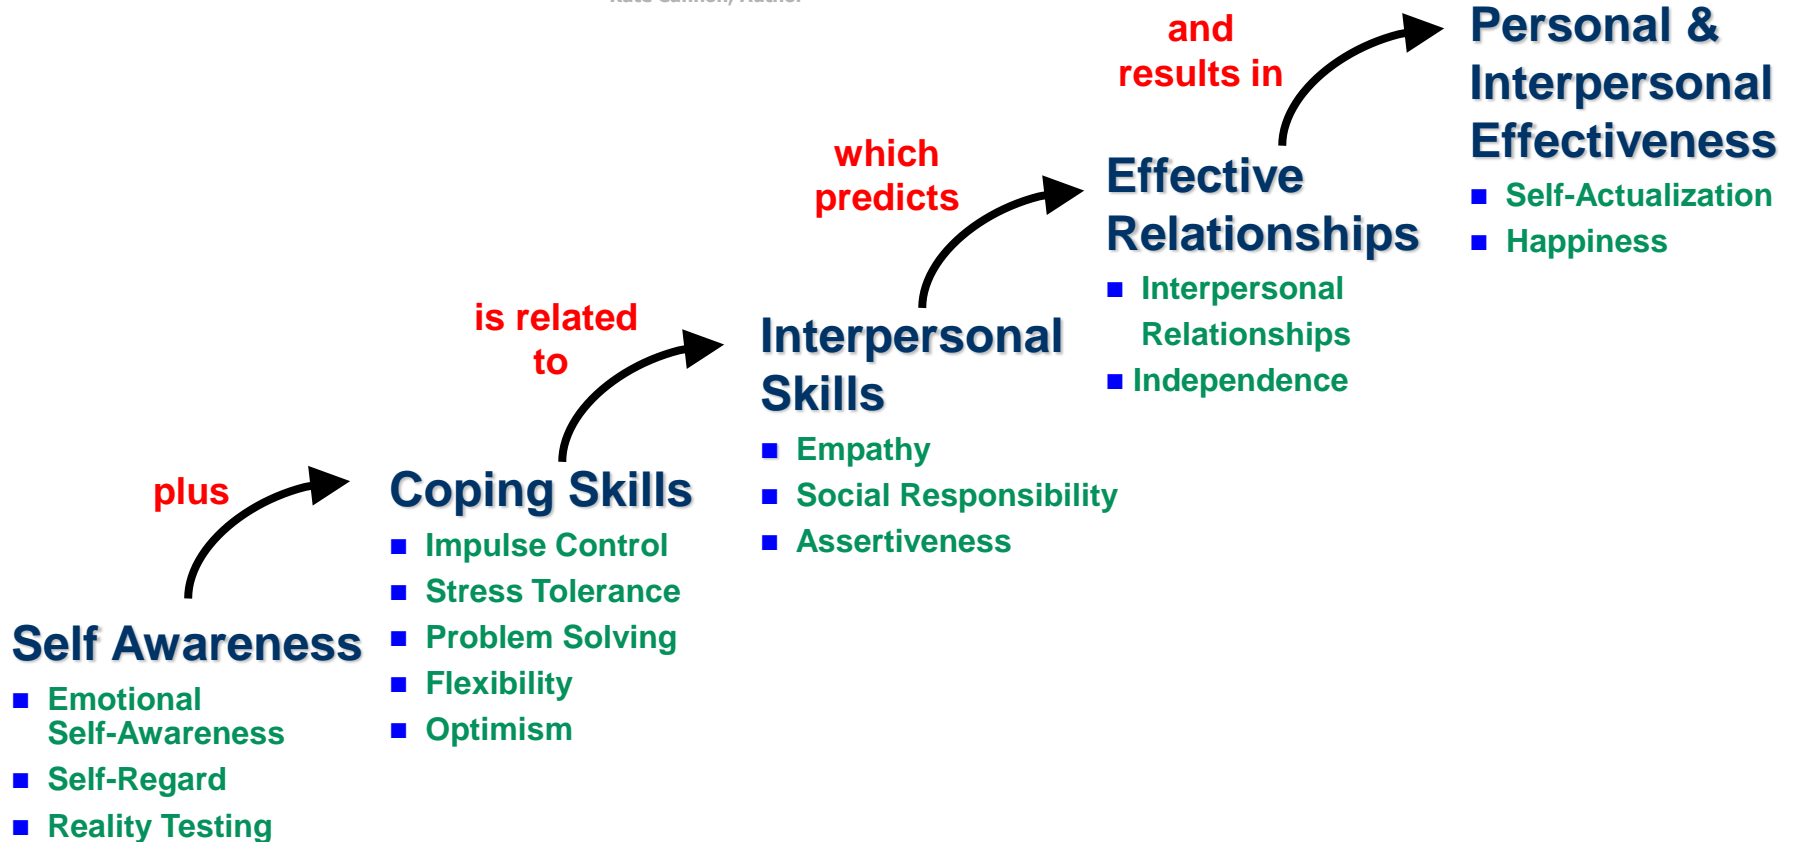 Self Awareness
Emotional
Self-Awareness
Self-Regard
Reality Testing
plus
Coping Skills
Impulse Control
Stress Tolerance
Problem Solving
Flexibility
Optimism
is related
to
Interpersonal
Skills
Empathy
Social Responsibility
Assertiveness
which
predicts
Effective
Relationships
Interpersonal
Relationships
Independence
and
results in
Personal &
Interpersonal
Effectiveness
Self-Actualization
Happiness